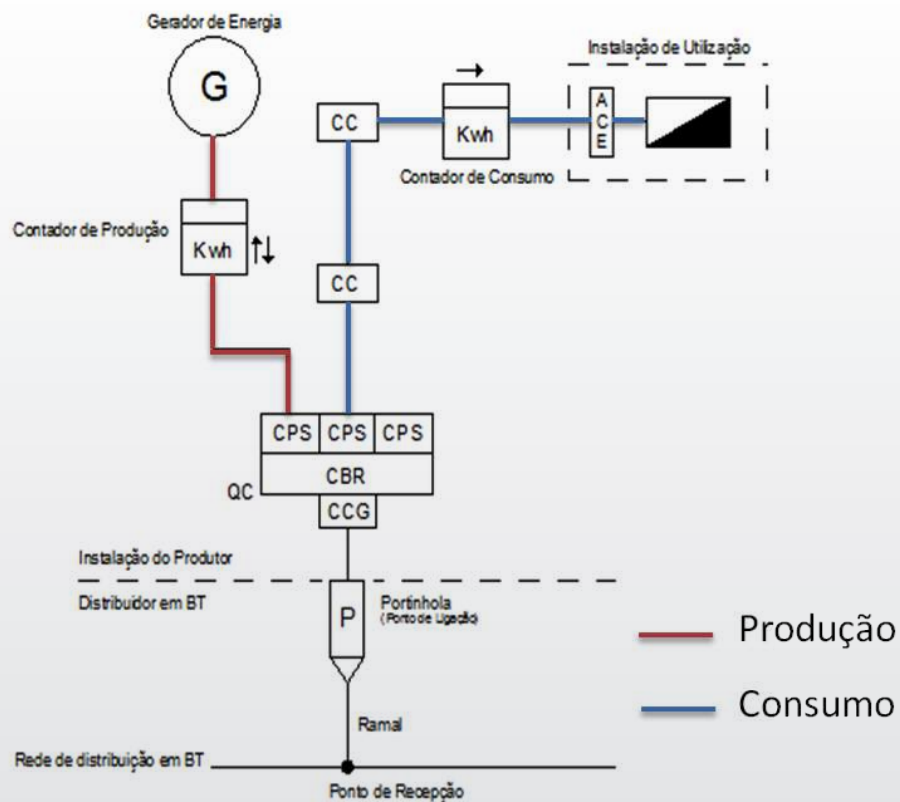 Gerador de Energia
G
Instalação de Utilização
CC
Kwh
A
C
E
Contador de Consumo
Contador de Produção
Kwh
CC
CPS
CPS
CPS
CBR
QC
CCG
Instalação do Produtor
Distribuidor em BT
P
Portinhola
(Ponto de Ligação)
Produção
Consumo
Ramal
Rede de distribuição em BT
Ponto de Recepção